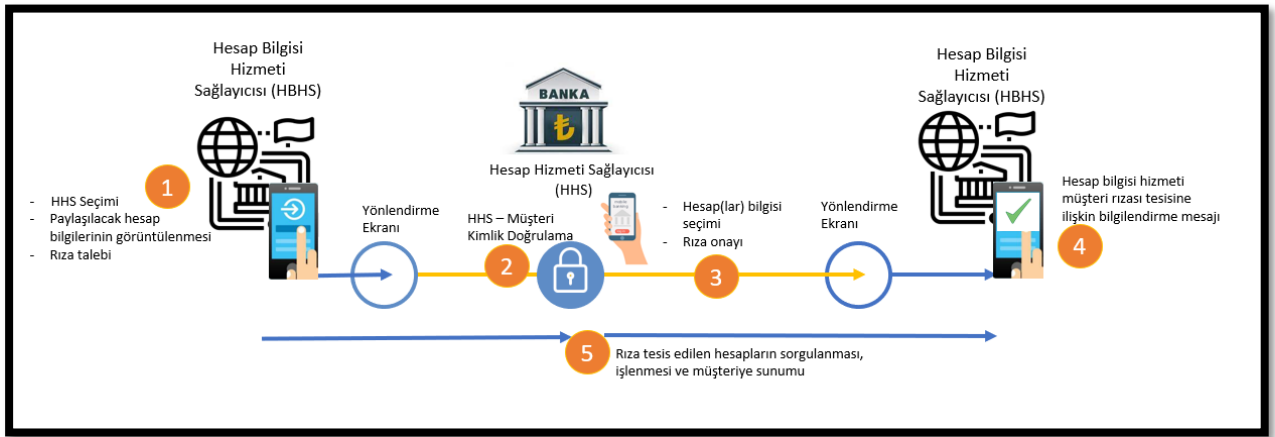 Hesap Bilgisi
Hizmeti
Sağlayıcısı (HBHS)
1
- HHS Seçimi
- Paylaşılacak hesap
bilgilerinin görüntülenmesi
- Rıza talebi
Yönlendirme
Ekranı
BANKA
Hesap Hizmeti Sağlayıcısı
(HHS)
HHS – Müşteri
Kimlik Doğrulama
2
- Hesap(lar) bilgisi
seçimi
- Rıza onayı
3
Yönlendirme
Ekranı
Hesap Bilgisi
Hizmeti
Sağlayıcısı (HBHS)
Hesap bilgisi hizmeti
müşteri rızası tesisine
ilişkin bilgilendirme mesajı
4
5
Rıza tesis edilen hesapların sorgulanması,
işlenmesi ve müşteriye sunumu